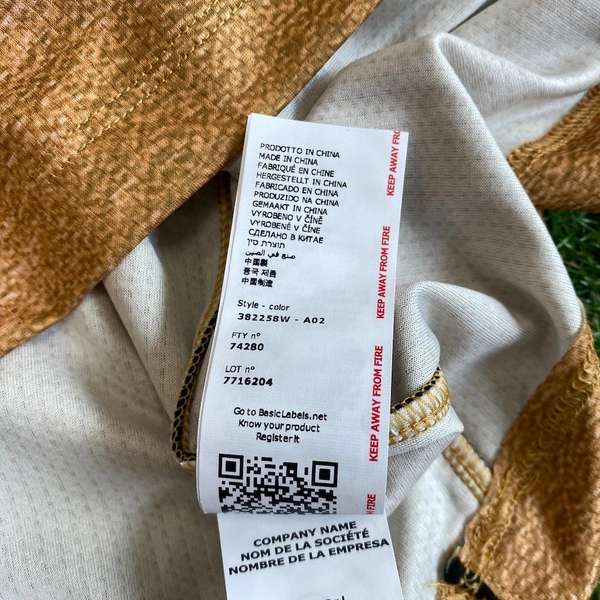 PRODOTTO IN CHINA
MADE IN CHINA
FABRIQUÉ EN CHINE
HERGESTELLT IN CHINA
FABRICADO EN CHINA
PRODUZIDO NA CHINA
GEMAAKT IN CHINA
VYROBENO V ČÍNĚ
VYROBENÉ V ČÍNE
СДЕЛАНО В КИТАЕ
תוצרת סין
صنع في الصين
中国製
중국 제품
中国制造
Style - color
382258W - A02
FTY n°
74280
LOT n°
7716204
Go to BasicLabels.net
Know your product
Register It
KEEP AWAY FRO
KEEP AWAY FROM FIRE
KEEP AWAY FROM FIRE
FIRE
COMPANY NAME
NOM DE LA SOCIÉTÉ
NOMBRE DE LA EMPRESA